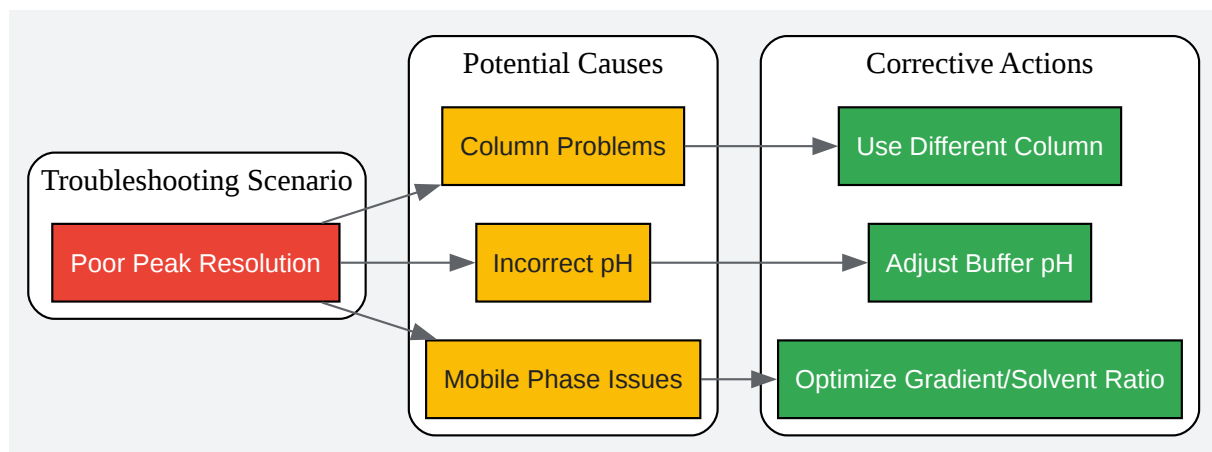 Troubleshooting Scenario
Poor Peak Resolution
Potential Causes
Column Problems
Incorrect pH
Mobile Phase Issues
Corrective Actions
Use Different Column
Adjust Buffer pH
Optimize Gradient/Solvent Ratio